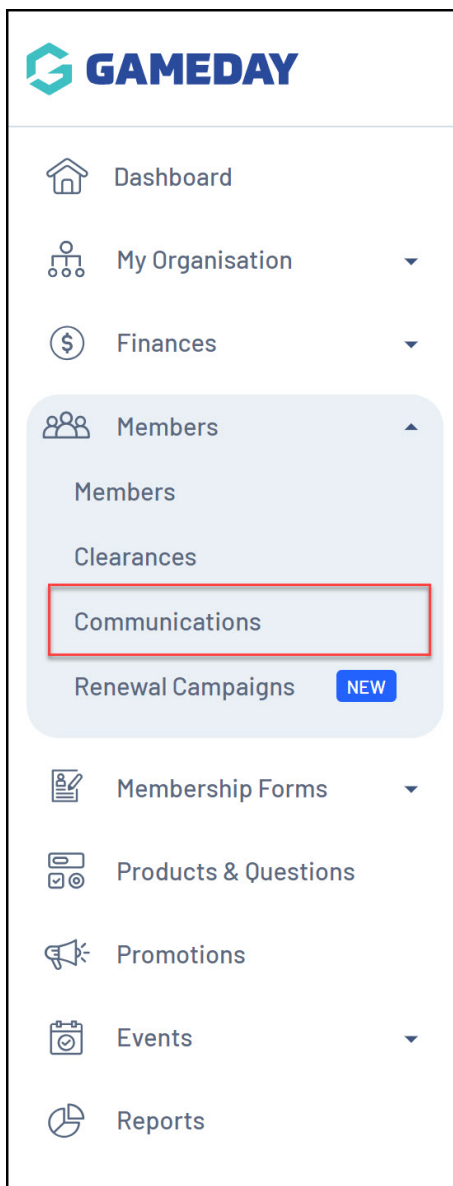 GAMEDAY
Dashboard
My Organisation
Finances
Members
Members
Clearances
Communications
Renewal Campaigns NEW
Membership Forms
Products & Questions
Promotions
Events
Reports